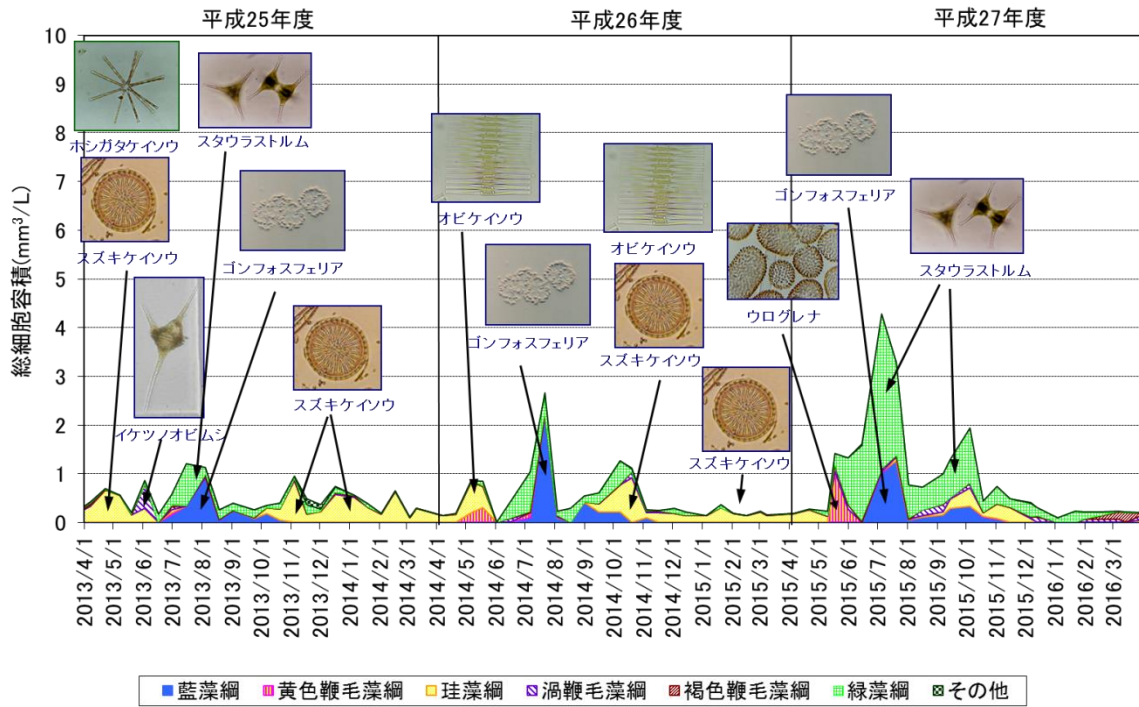 平成25年度
平成26年度
平成27年度
総細胞容積(mm³/L)
10
9
8
7
6
5
4
3
2
1
0
ホシガタケイソウ
スタウラストルム
スズキケイソウ
ゴンフォスフェリア
イケツノオビムシ
スズキケイソウ
オビケイソウ
オビケイソウ
ゴンフォスフェリア
スズキケイソウ
スズキケイソウ
ゴンフォスフェリア
スタウラストルム
ウログレナ
2013/4/1
2013/5/1
2013/6/1
2013/7/1
2013/8/1
2013/9/1
2013/10/1
2013/11/1
2013/12/1
2014/1/1
2014/2/1
2014/3/1
2014/4/1
2014/5/1
2014/6/1
2014/7/1
2014/8/1
2014/9/1
2014/10/1
2014/11/1
2014/12/1
2015/1/1
2015/2/1
2015/3/1
2015/4/1
2015/5/1
2015/6/1
2015/7/1
2015/8/1
2015/9/1
2015/10/1
2015/11/1
2015/12/1
2016/1/1
2016/2/1
2016/3/1
藍藻綱 黄色鞭毛藻綱 珪藻綱 渦鞭毛藻綱 褐色鞭毛藻綱 緑藻綱 その他